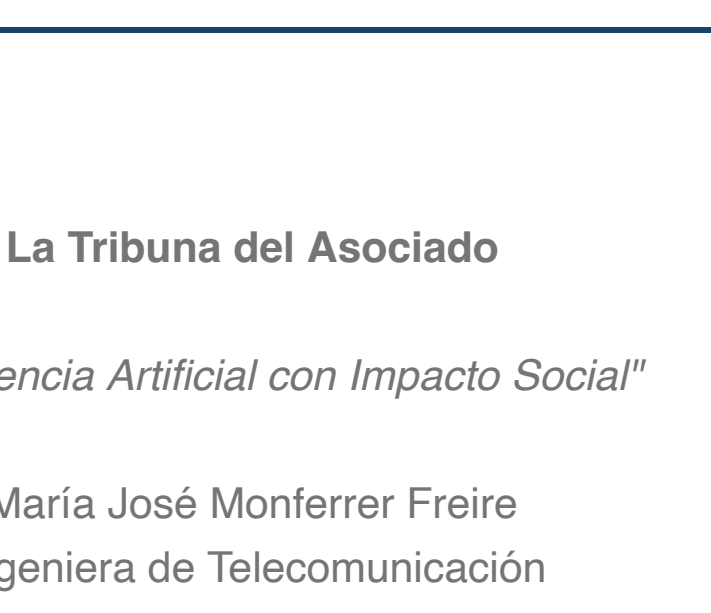 La Tribuna del Asociado
encia Artificial con Impacto Social"
María José Monferrer Freire
geniera de Telecomunicación